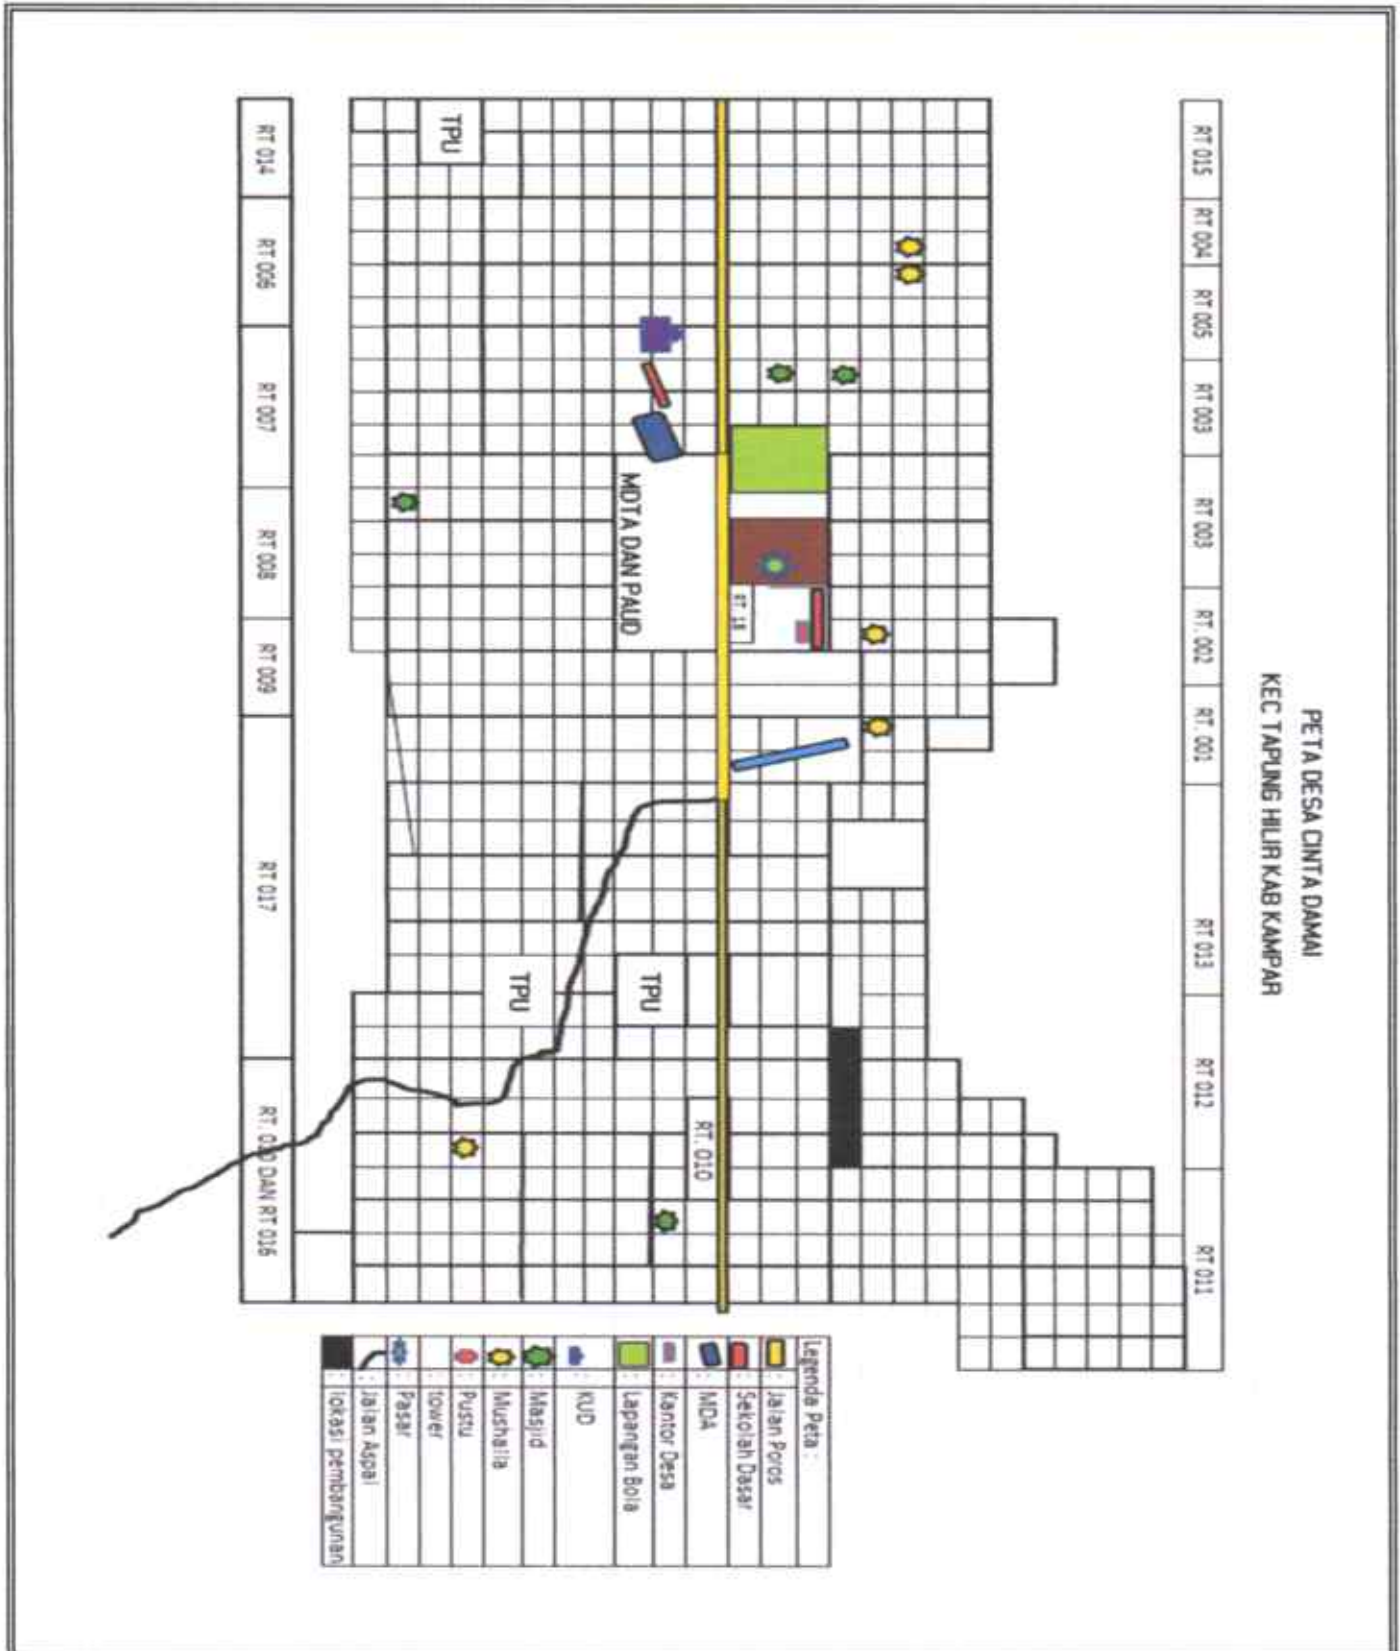 PETA DESA CINTA DAMAI
KEC TAPUNG HILIR KAB KAMPAR
RT 015
RT 004
RT 005
RT 003
RT 003
RT. 002
RT. 001
RT 013
RT 012
RT 011
RT. 18
MDTA DAN PAUD
RT. 010
TPU
TPU
TPU
RT 014
RT 006
RT 007
RT 008
RT 009
RT 017
DAN RT 016
Legenda Peta :
: Jalan Poros
: Sekolah Dasar
: MDA
: Kantor Desa
: Lapangan Bola
: KUD
: Masjid
: Mushalla
: Pustu
: tower
: Pasar
: Jalan Aspal
: lokasi pembangunan